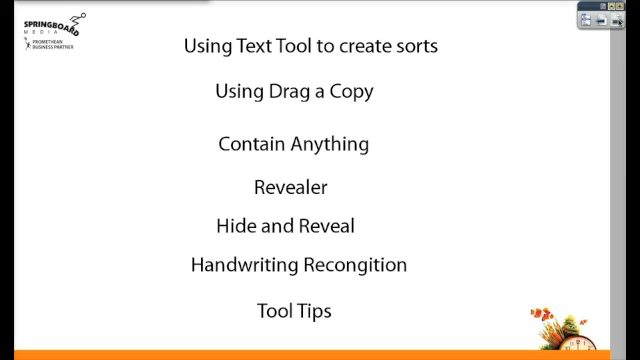 SPRINGBOARD
MEDIA
PROMETHEAN
BUSINESS PARTNER
Using Text Tool to create sorts
Using Drag a Copy
Contain Anything
Revealer
Hide and Reveal
Handwriting Recongition
Tool Tips